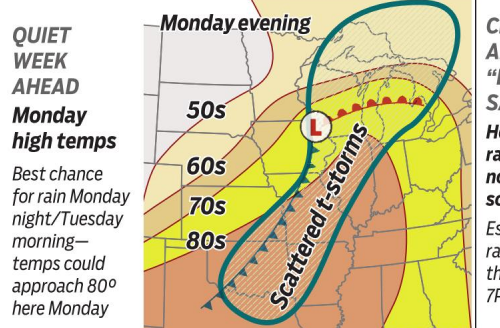 QUIET
WEEK
AHEAD
Monday
high temps
Best chance
for rain Monday
night/Tuesday
morning—
temps could
approach 80º
here Monday
Monday evening
50s
60s
70s
80s
L
Scattered t-storms